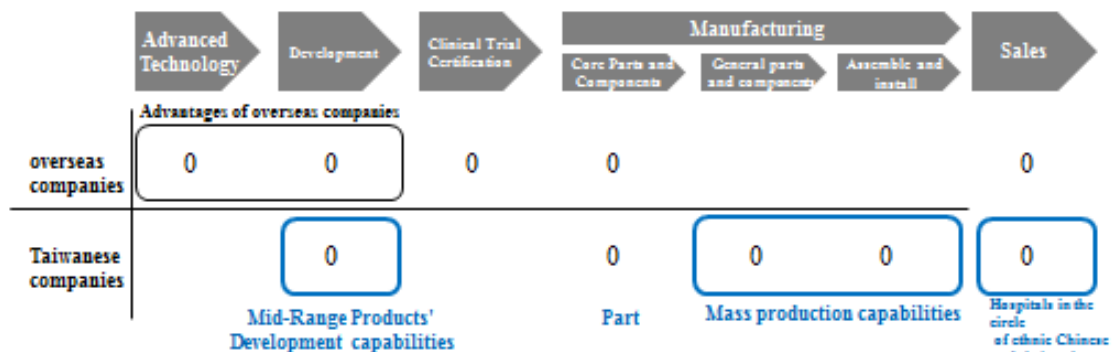 Manufacturing
Advanced
Technology
Development
Clinical Trial
Certification
Core Parts and
Components
General parts
and components
Assemble and
install
Sales
Advantages of overseas companies
overseas
companies
0 0 0 0 0
Taiwanese
companies
0 0 0 0 0
Mid-Range Products'
Development capabilities
Part
Mass production capabilities
Hospitals in the
circle
of ethnic Chinese